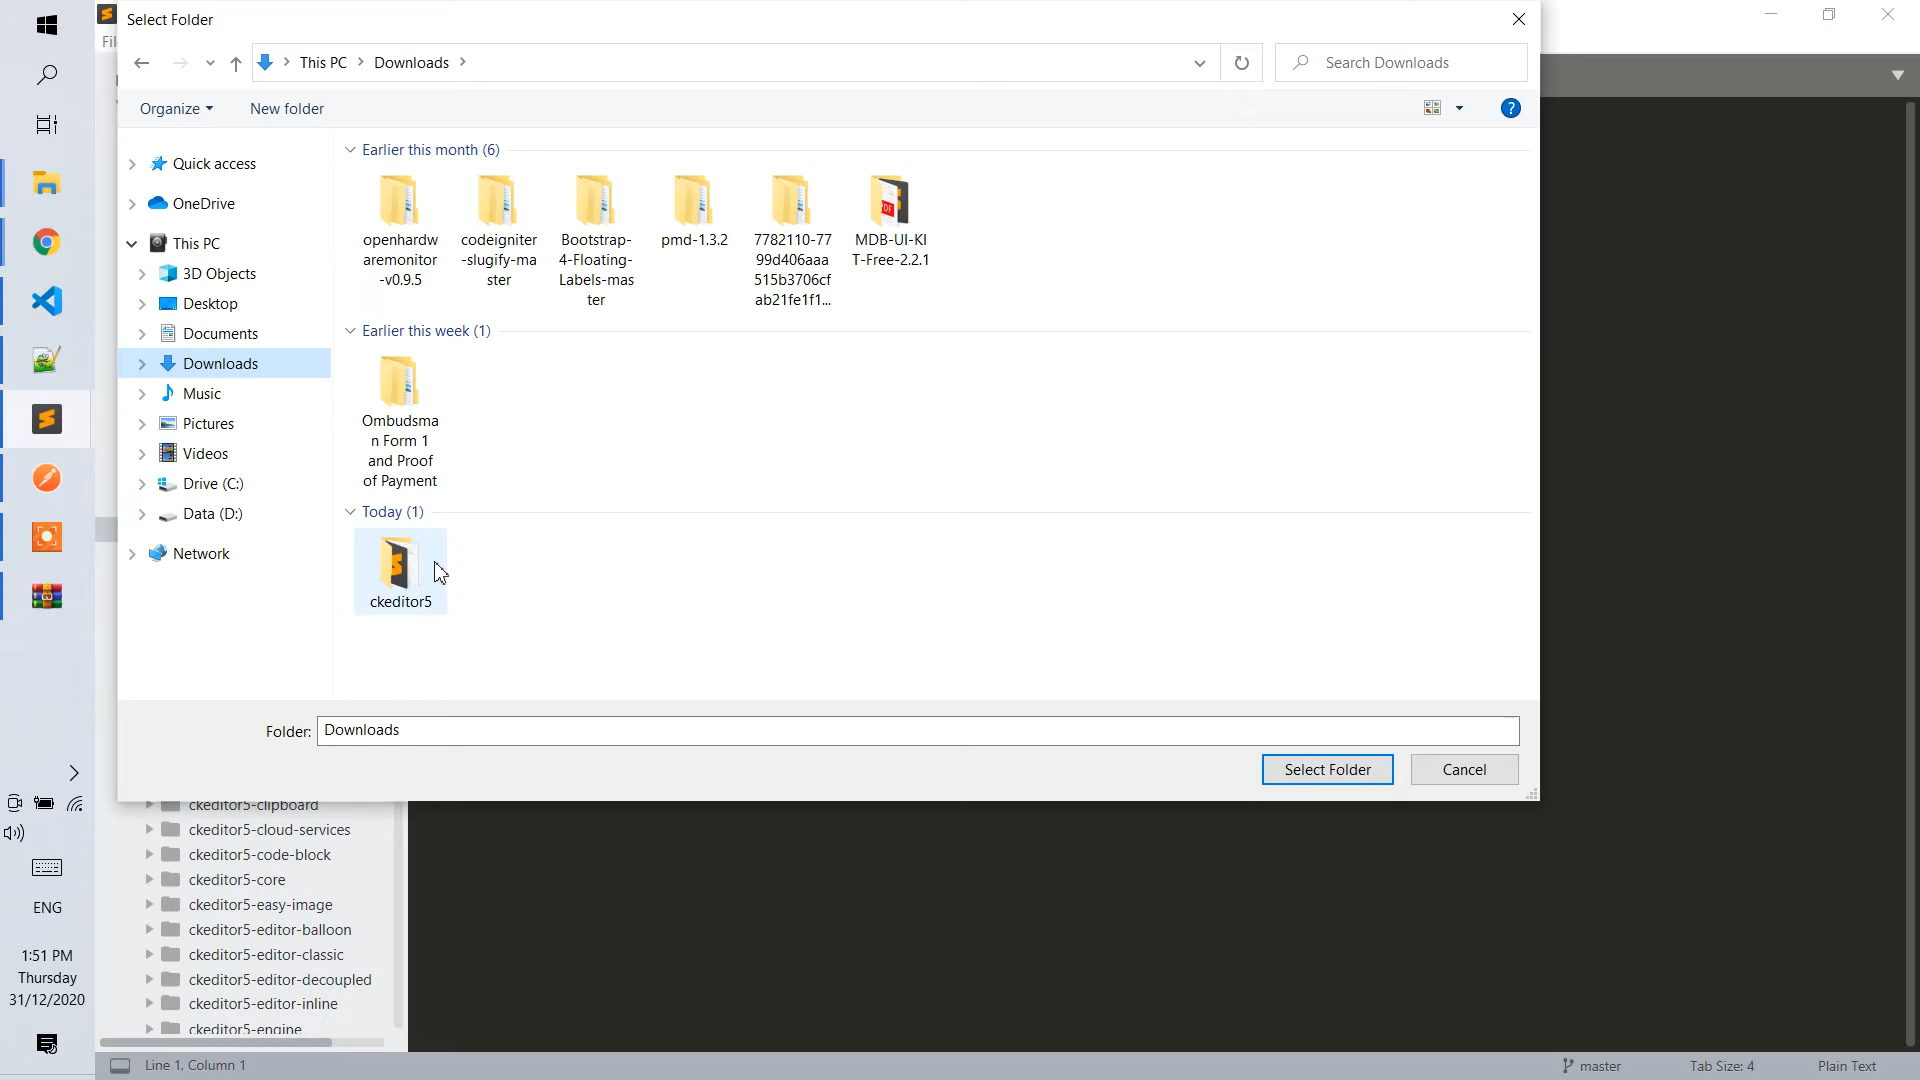 Select Folder
This PC
Downloads
Search Downloads
Organize
New folder
?
Quick access
OneDrive
This PC
3D Objects
Desktop
Documents
Downloads
Music
Pictures
Videos
Drive (C:)
Data (D:)
Network
Earlier this month (6)
openhardw
aremonitor
-v0.9.5
codeigniter
-slugify-ma
ster
Bootstrap-
4-Floating-
Labels-mas
ter
pmd-1.3.2
7782110-77
99d406aaa
515b3706cf
ab21fe1f1...
PDF
MDB-UI-KI
T-Free-2.2.1
Earlier this week (1)
Ombudsma
n Form 1
and Proof
of Payment
Today (1)
ckeditor5
Folder:
Downloads
Select Folder
Cancel
ckeditor5-clipboard
ckeditor5-cloud-services
ckeditor5-code-block
ckeditor5-core
ckeditor5-easy-image
ckeditor5-editor-balloon
ckeditor5-editor-classic
ckeditor5-editor-decoupled
ckeditor5-editor-inline
ckeditor5-engine
ENG
1:51 PM
Thursday
31/12/2020
Line 1, Column 1
master
Tab Size: 4
Plain Text